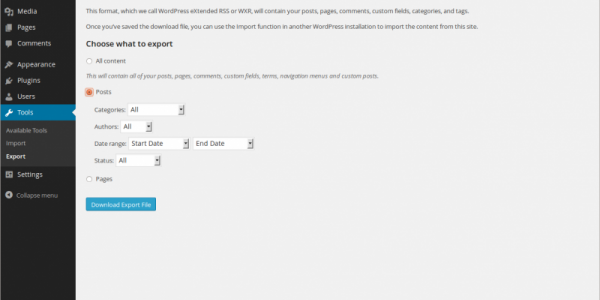 Media
Pages
Comments
Appearance
Plugins
Users
Tools
Available Tools
Import
Export
Settings
Collapse menu
This format, which we call WordPress eXtended RSS or WXR, will contain your posts, pages, comments, custom fields, categories, and tags.
Once you've saved the download file, you can use the Import function in another WordPress installation to import the content from this site.
Choose what to export
All content
This will contain all of your posts, pages, comments, custom fields, terms, navigation menus and custom posts.
Posts
Categories: All
Authors: All
Date range: Start Date End Date
Status: All
Pages
Download Export File